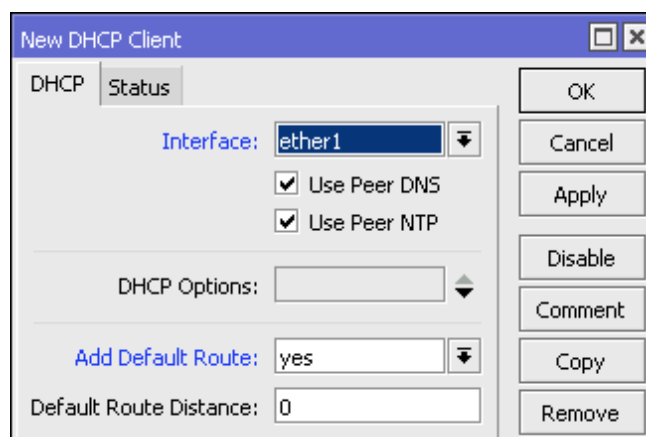 New DHCP Client
DHCP Status
Interface: ether1
Use Peer DNS
Use Peer NTP
DHCP Options:
Add Default Route: yes
Default Route Distance: 0
OK
Cancel
Apply
Disable
Comment
Copy
Remove